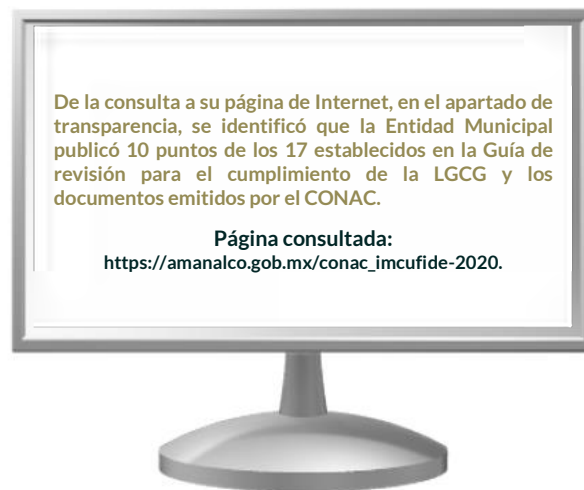 De la consulta a su página de Internet, en el apartado de
transparencia, se identificó que la Entidad Municipal
publicó 10 puntos de los 17 establecidos en la Guía de
revisión para el cumplimiento de la LGCG y los
documentos emitidos por el CONAC.
Página consultada:
https://amanalco.gob.mx/conac_imcufide-2020.